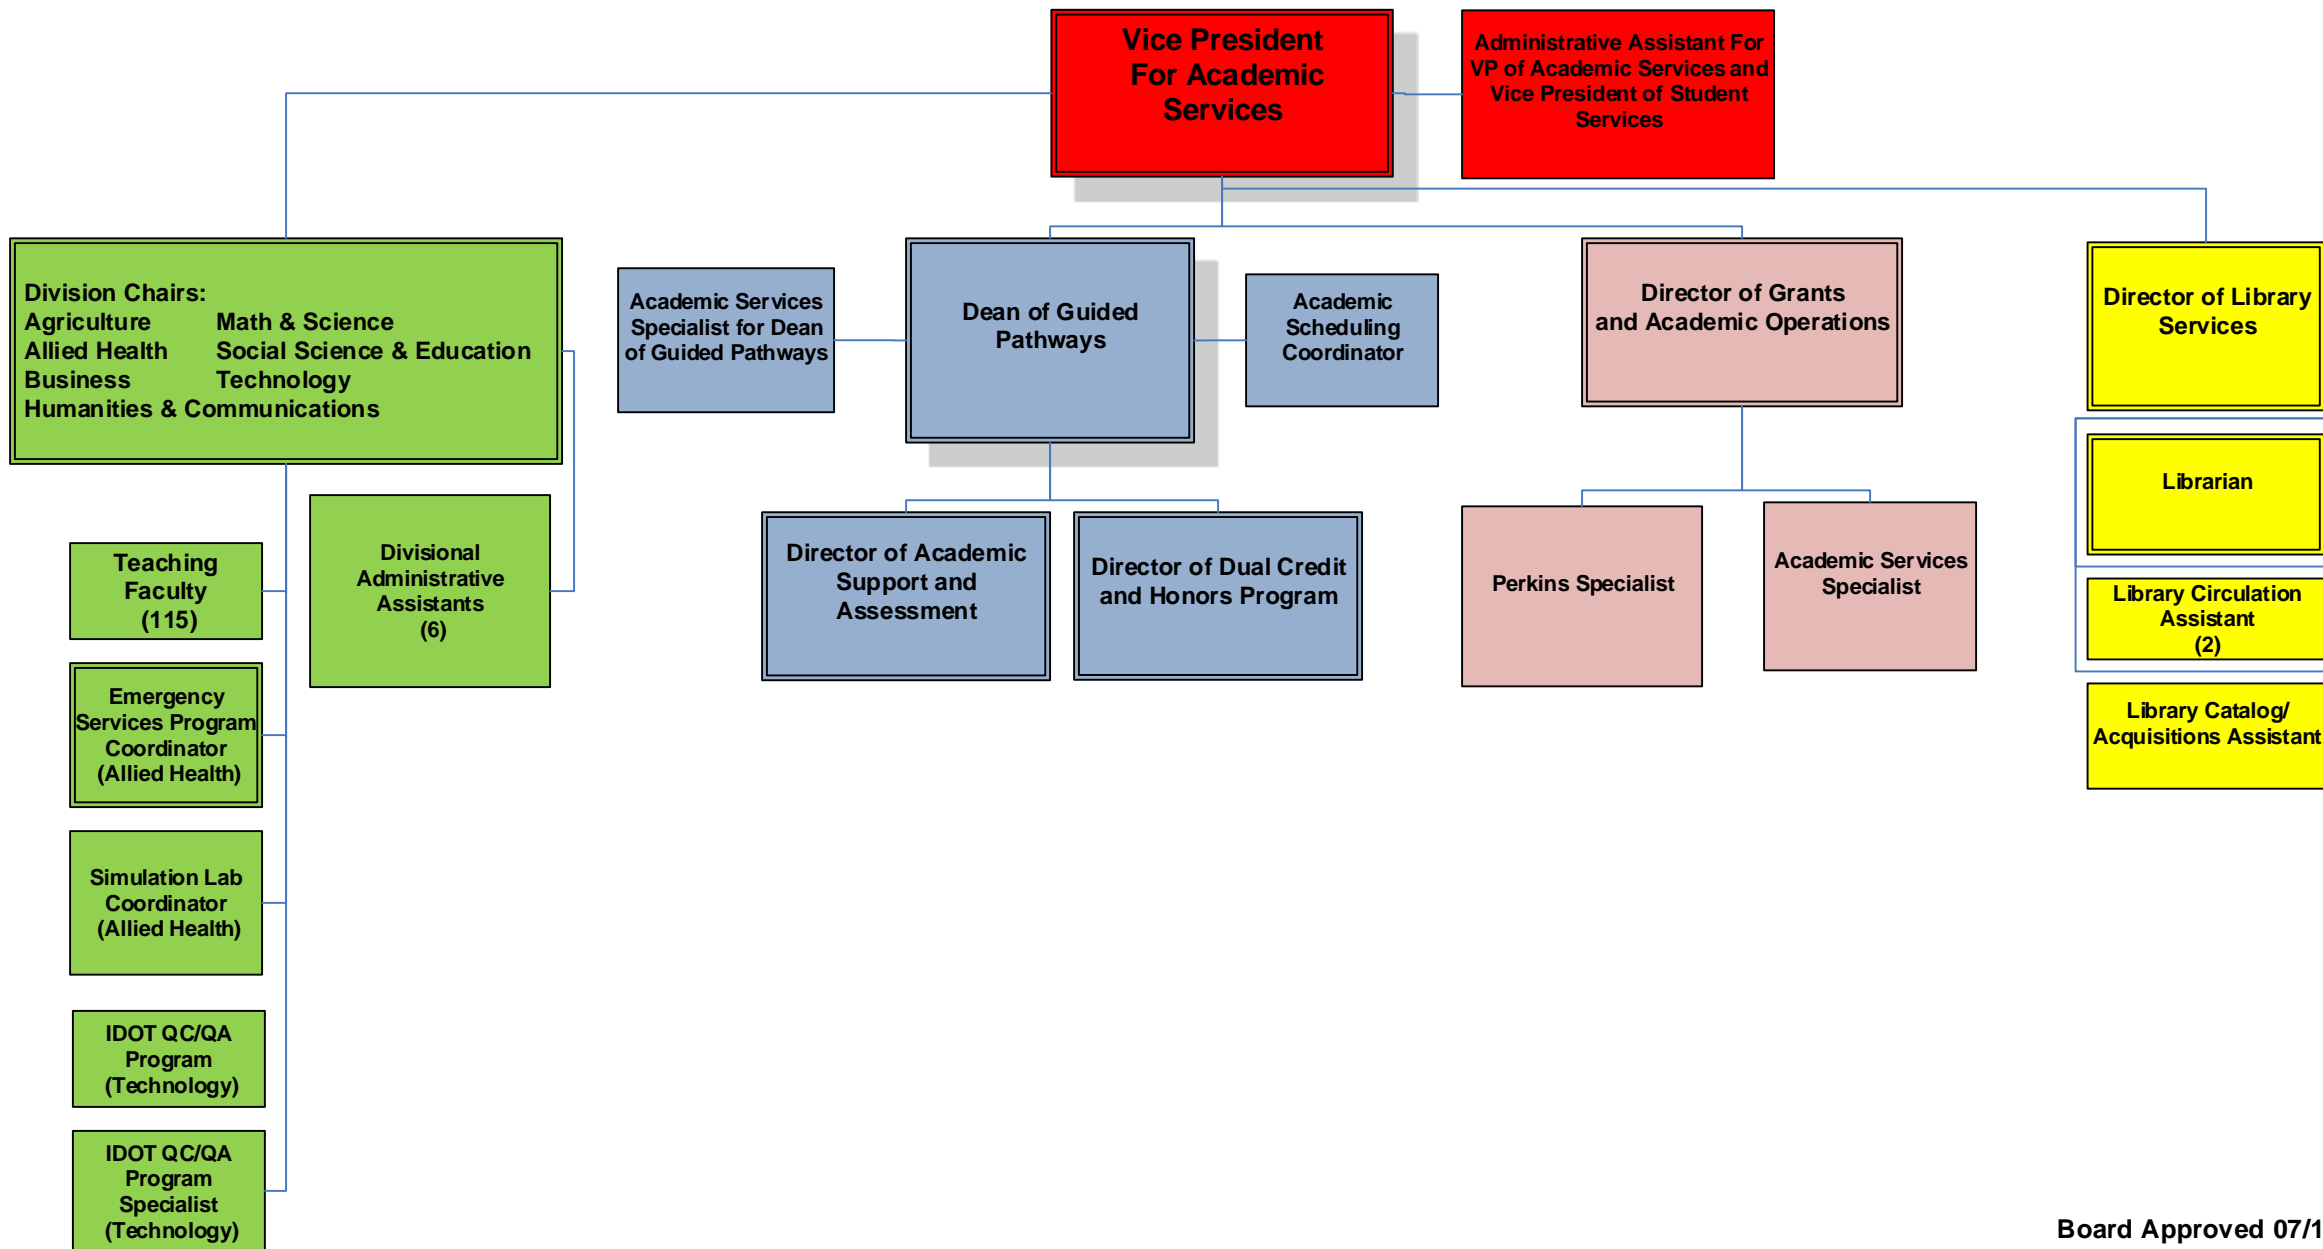 Vice President
For Academic
Services
Administrative Assistant For
VP of Academic Services and
Vice President of Student
Services
Division Chairs:
Agriculture Math & Science
Allied Health Social Science & Education
Business Technology
Humanities & Communications
Academic Services
Specialist for Dean
of Guided Pathways
Dean of Guided
Pathways
Academic
Scheduling
Coordinator
Director of Grants
and Academic Operations
Director of Library
Services
Teaching
Faculty
(115)
Divisional
Administrative
Assistants
(6)
Director of Academic
Support and
Assessment
Director of Dual Credit
and Honors Program
Perkins Specialist
Academic Services
Specialist
Librarian
Library Circulation
Assistant
(2)
Library Catalog/
Acquisitions Assistant
Emergency
Services Program
Coordinator
(Allied Health)
Simulation Lab
Coordinator
(Allied Health)
IDOT QC/QA
Program
(Technology)
IDOT QC/QA
Program
Specialist
(Technology)
Board Approved 07/1